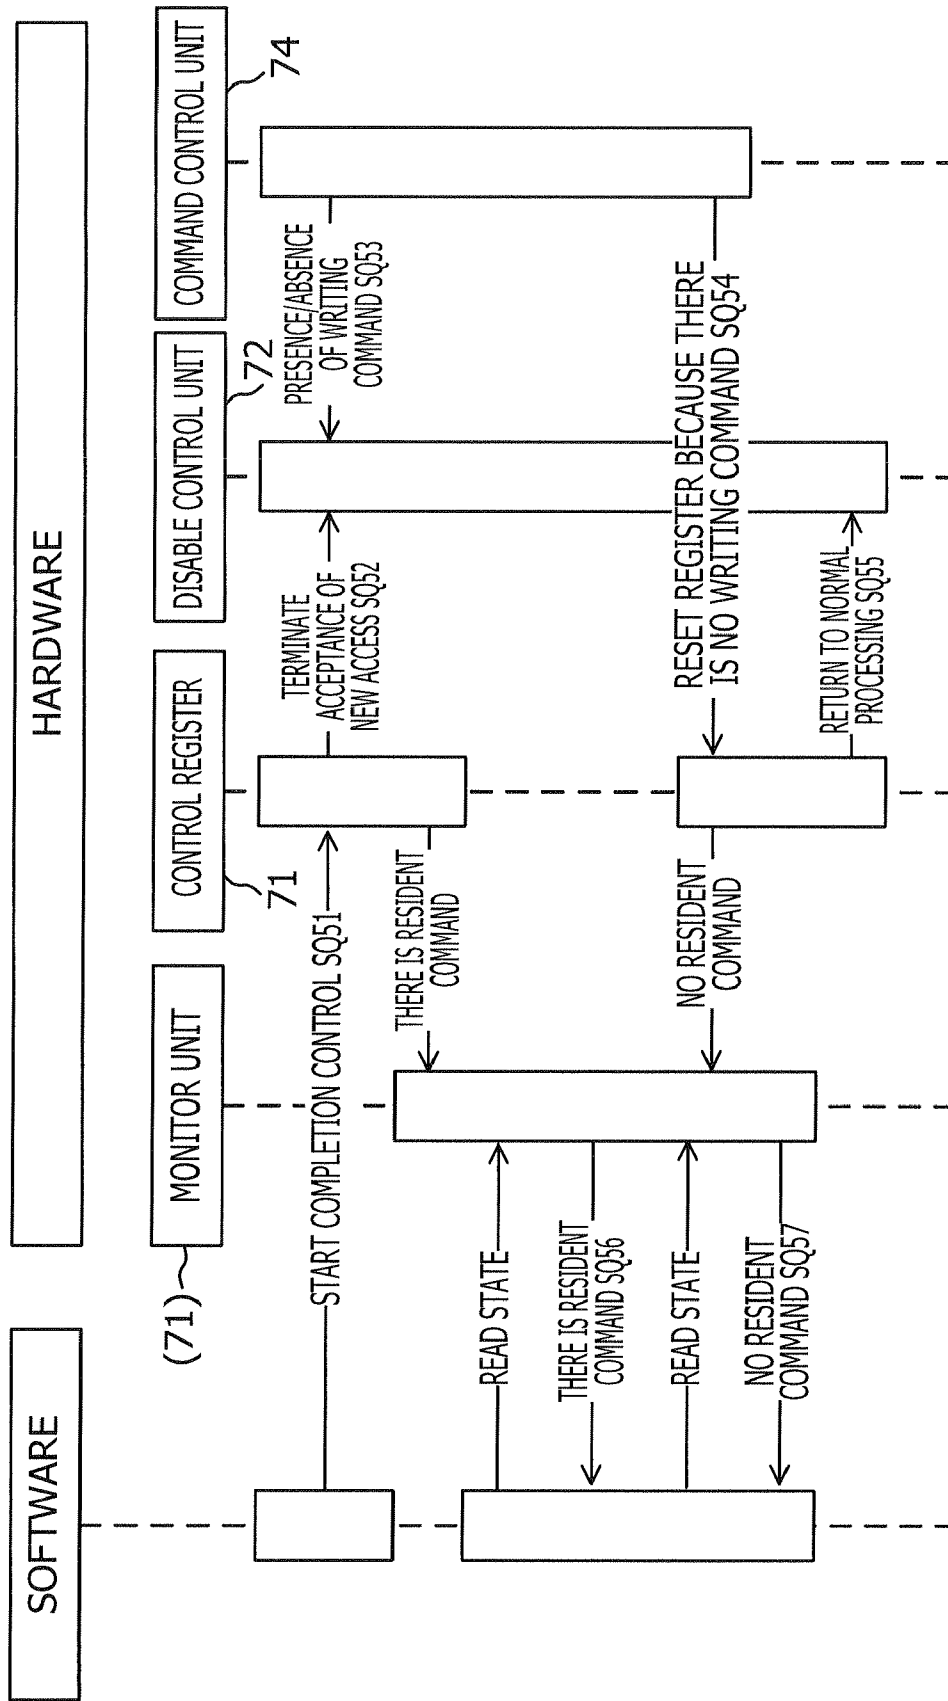 SOFTWARE
HARDWARE
(71)
MONITOR UNIT
CONTROL REGISTER
71
DISABLE CONTROL UNIT
72
COMMAND CONTROL UNIT
74
START COMPLETION CONTROL SQ51
TERMINATE
ACCEPTANCE OF
NEW ACCESS SQ52
PRESENCE/ABSENCE
OF WRITING
COMMAND SQ53
THERE IS RESIDENT
COMMAND
READ STATE
THERE IS RESIDENT
COMMAND SQ56
RESET REGISTER BECAUSE THERE
IS NO WRITING COMMAND SQ54
NO RESIDENT
COMMAND
READ STATE
NO RESIDENT
COMMAND SQ57
RETURN TO NORMAL
PROCESSING SQ55